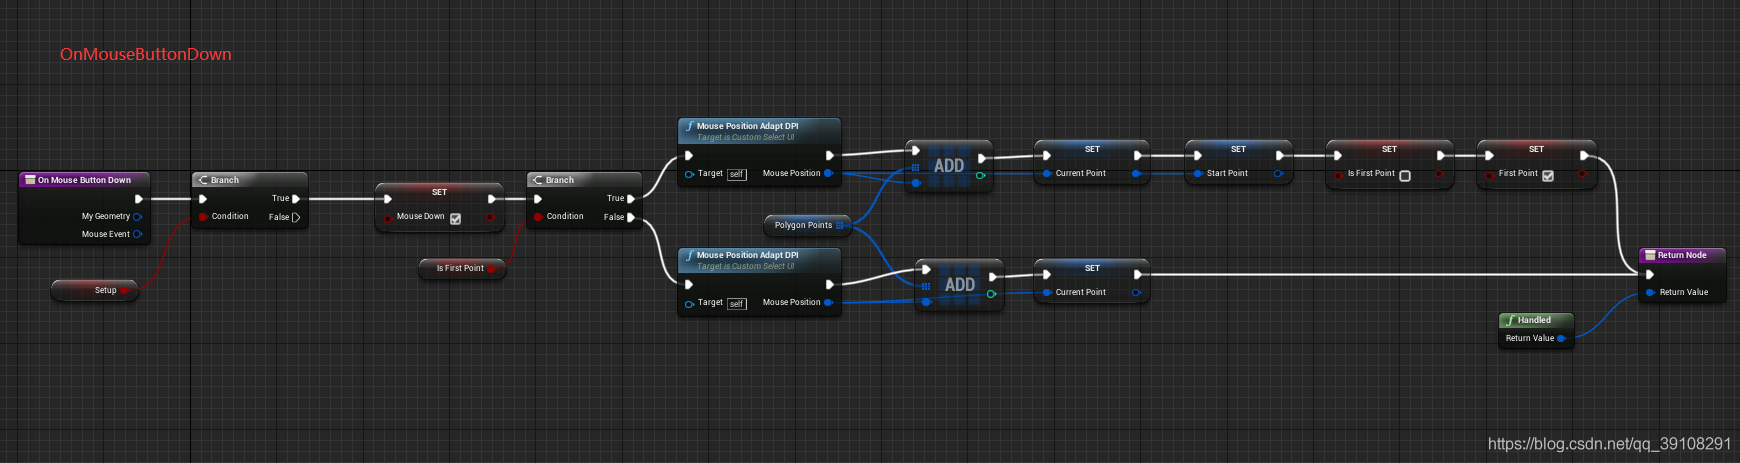 OnMouseButtonDown
On Mouse Button Down
My Geometry
Mouse Event
Setup
Branch
True
Condition
False
SET
Mouse Down
Is First Point
Branch
True
Condition
False
Mouse Position Adapt DPI
Target is Custom Select UI
Target self
Mouse Position
Polygon Points
ADD
SET
Current Point
SET
Start Point
SET
Is First Point
SET
First Point
Mouse Position Adapt DPI
Target is Custom Select UI
Target self
Mouse Position
ADD
SET
Current Point
Return Node
Return Value
Handled
Return Value
https://blog.csdn.net/qq_39108291